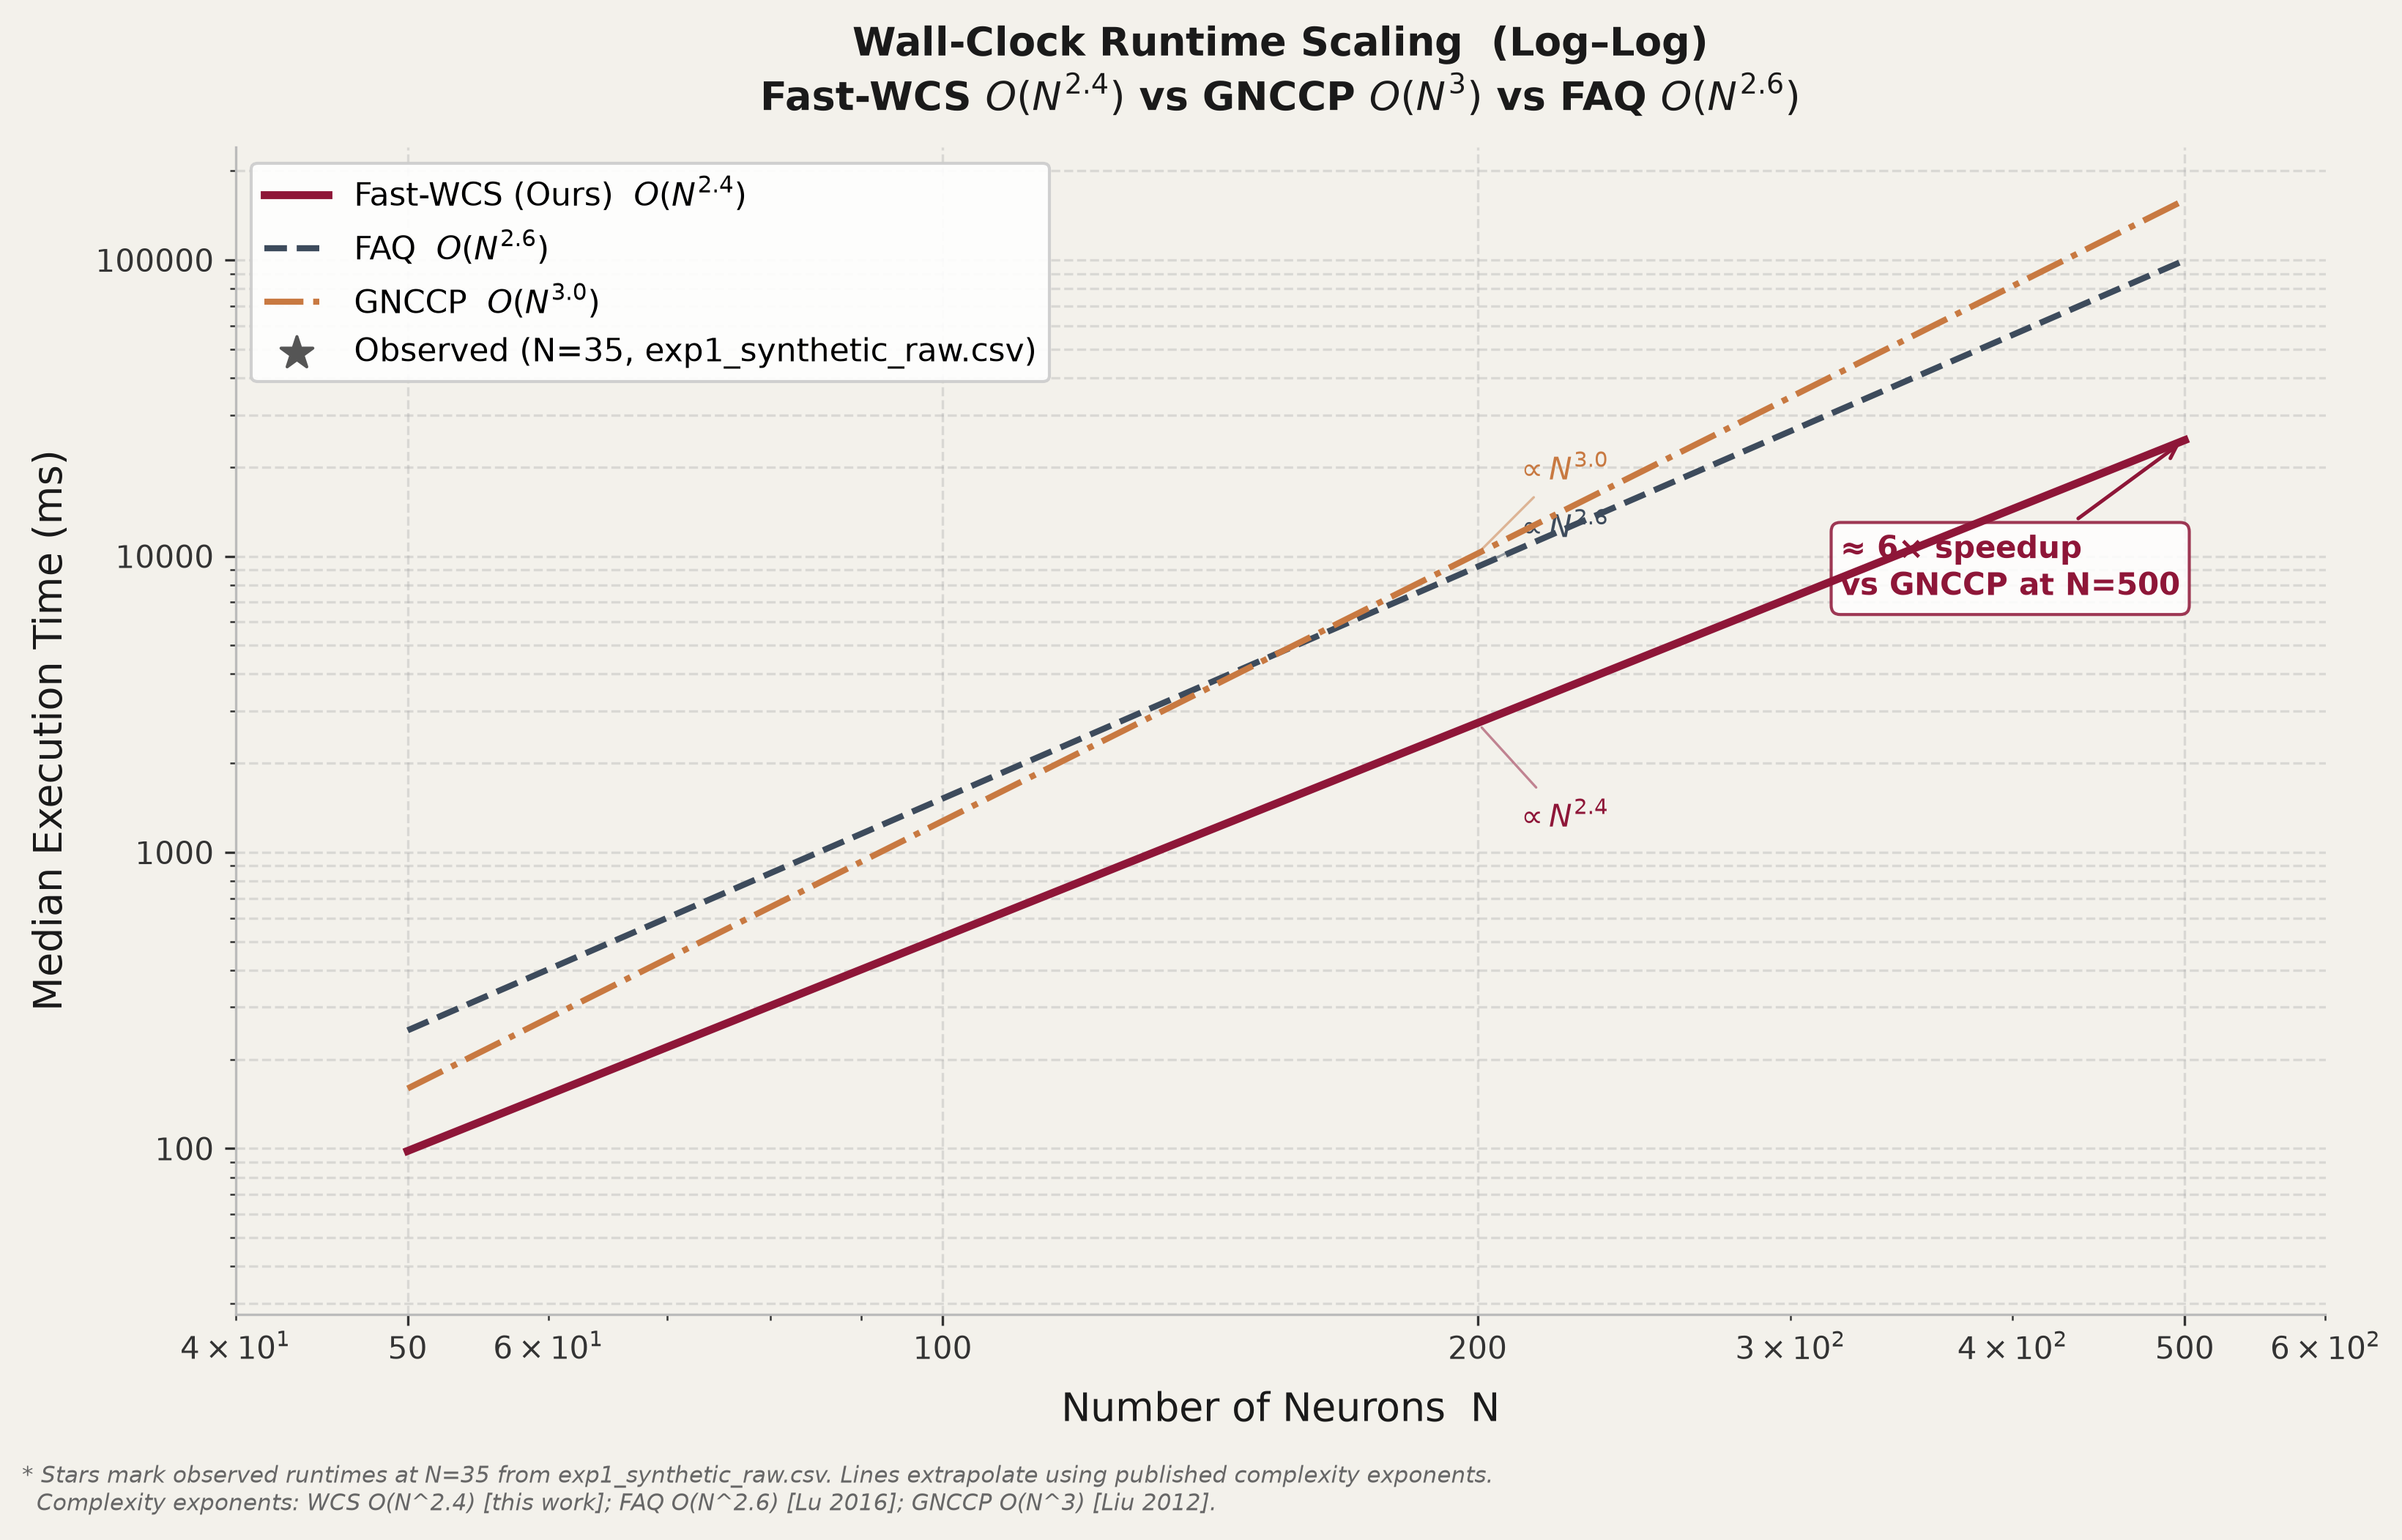 Wall-Clock Runtime Scaling (Log–Log)
Fast-WCS O(N^2.4) vs GNCCP O(N^3) vs FAQ O(N^2.6)
Fast-WCS (Ours) O(N^2.4)
FAQ O(N^2.6)
GNCCP O(N^3.0)
Observed (N=35, exp1_synthetic_raw.csv)
Median Execution Time (ms)
100000
10000
1000
100
∝ N^3.0
∝ N^2.6
∝ N^2.4
≈ 6× speedup
vs GNCCP at N=500
4 × 10^1
50
6 × 10^1
100
200
3 × 10^2
4 × 10^2
500
6 × 10^2
Number of Neurons N
* Stars mark observed runtimes at N=35 from exp1_synthetic_raw.csv. Lines extrapolate using published complexity exponents.
Complexity exponents: WCS O(N^2.4) [this work]; FAQ O(N^2.6) [Lu 2016]; GNCCP O(N^3) [Liu 2012].